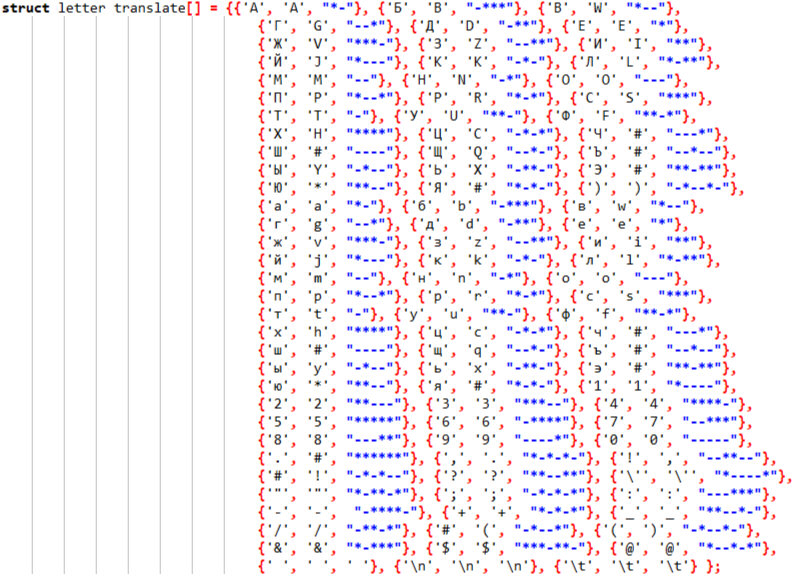 struct letter translate[] = {{'А', 'A', "*-"}, {'Б', 'B', "-***"}, {'В', 'W', "*--"},
{'Г', 'G', "--*"}, {'Д', 'D', "-**"}, {'Е', 'E', "*"},
{'Ж', 'V', "***-"}, {'З', 'Z', "--**"}, {'И', 'I', "**"},
{'Й', 'J', "*---"}, {'К', 'K', "-*-"}, {'Л', 'L', "*-**"},
{'М', 'M', "--"}, {'Н', 'N', "-*"}, {'О', 'O', "---"},
{'П', 'P', "*--*"}, {'Р', 'R', "*-*"}, {'С', 'S', "***"},
{'Т', 'T', "-"}, {'У', 'U', "**-"}, {'Ф', 'F', "**-*"},
{'Х', 'H', "****"}, {'Ц', 'C', "-*-*"}, {'Ч', '#', "---*"},
{'Ш', '#', "----"}, {'Щ', 'Q', "--*-"}, {'Ъ', '#', "--*--"},
{'Ы', 'Y', "-*--"}, {'Ь', 'X', "-**-"}, {'Э', '#', "**-**"},
{'Ю', '*', "**--"}, {'Я', '#', "*-*-"}, {')', ')', "-*--*-"},
{'а', 'a', "*-"}, {'б', 'b', "-***"}, {'в', 'w', "*--"},
{'г', 'g', "--*"}, {'д', 'd', "-**"}, {'е', 'e', "*"},
{'ж', 'v', "***-"}, {'з', 'z', "--**"}, {'и', 'i', "**"},
{'й', 'j', "*---"}, {'к', 'k', "-*-"}, {'л', 'l', "*-**"},
{'м', 'm', "--"}, {'н', 'n', "-*"}, {'о', 'o', "---"},
{'п', 'p', "*--*"}, {'р', 'r', "*-*"}, {'с', 's', "***"},
{'т', 't', "-"}, {'у', 'u', "**-"}, {'ф', 'f', "**-*"},
{'х', 'h', "****"}, {'ц', 'c', "-*-*"}, {'ч', '#', "---*"},
{'ш', '#', "----"}, {'щ', 'q', "--*-"}, {'ъ', '#', "--*--"},
{'ы', 'y', "-*--"}, {'ь', 'x', "-**-"}, {'э', '#', "**-**"},
{'ю', '*', "**--"}, {'я', '#', "*-*-"}, {'1', '1', "*----"},
{'2', '2', "**---"}, {'3', '3', "***--"}, {'4', '4', "****-"},
{'5', '5', "*****"}, {'6', '6', "-****"}, {'7', '7', "--***"},
{'8', '8', "---**"}, {'9', '9', "----*"}, {'0', '0', "-----"},
{'.', '#', "******"}, {',', '.', "*-*-*-"}, {'!', ',', "--**--"},
{'#', '!', "-*-*--"}, {'?', '?', "**--**"}, {'\'', '\'', "*----*"},
{'"', '"', "*-**-*"}, {';', ';', "-*-*-*"}, {':', ':', "---***"},
{'-', '-', "-****-"}, {'+', '+', "*-*-*"}, {'_', '_', "**--*-"},
{'/', '/', "-**-*"}, {'#', '(', "-*--*"}, {'(', ')', "-*--*-"},
{'&', '&', "*-***"}, {'$', '$', "***-**-"}, {'@', '@', "*--*-*"},
{' ', ' ', ' '}, {'\n', '\n', '\n'}, {'\t', '\t', '\t'} };